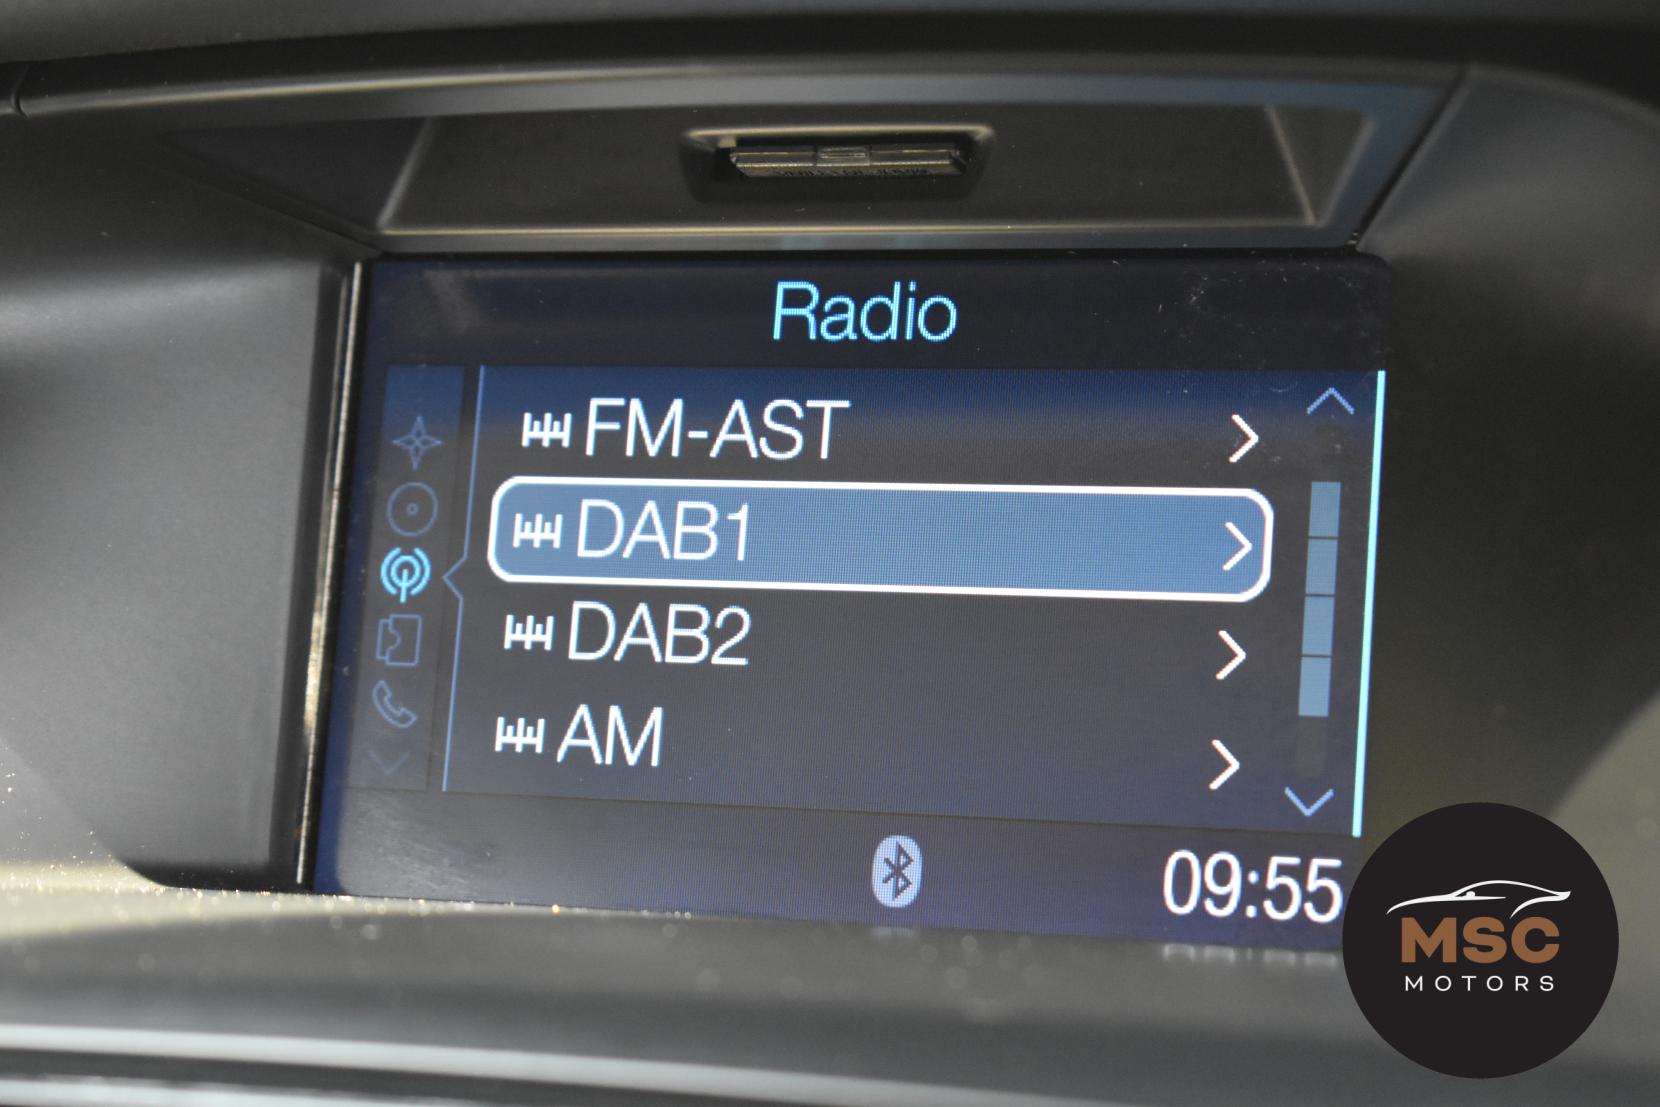 Radio
FM-AST
DAB1
DAB2
AM
09:55
MSC
MOTORS